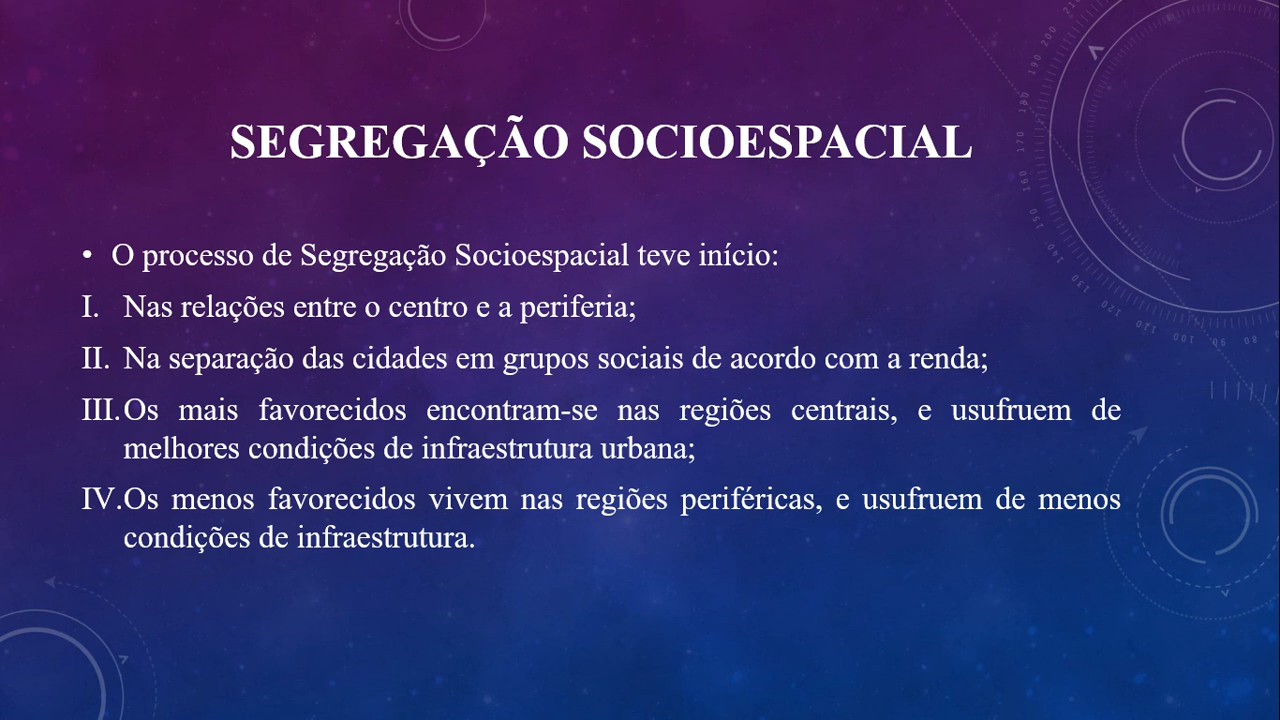 SEGREGAÇÃO SOCIOESPACIAL
• O processo de Segregação Socioespacial teve início:
I. Nas relações entre o centro e a periferia;
II. Na separação das cidades em grupos sociais de acordo com a renda;
III. Os mais favorecidos encontram-se nas regiões centrais, e usufruem de
melhores condições de infraestrutura urbana;
IV. Os menos favorecidos vivem nas regiões periféricas, e usufruem de menos
condições de infraestrutura.